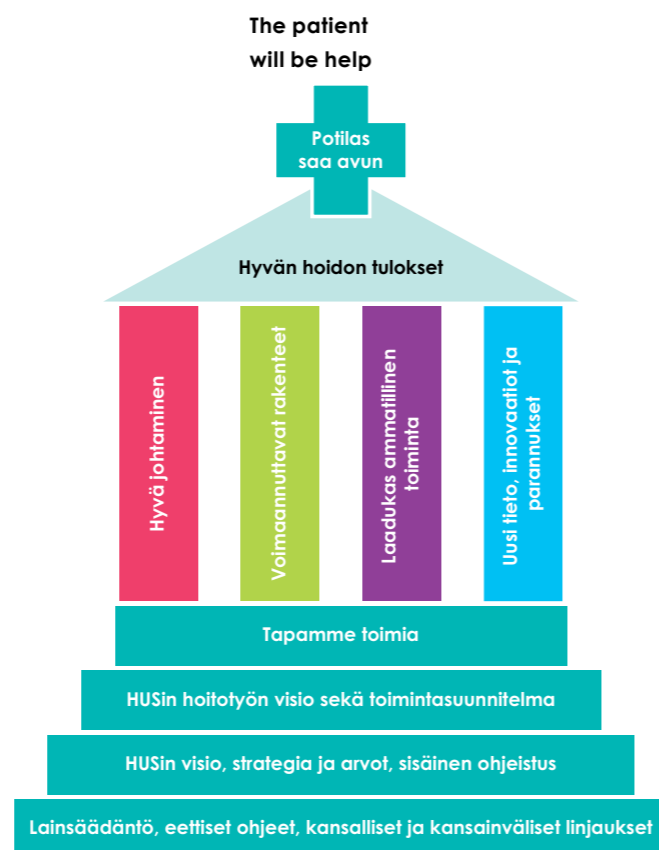 The patient
will be help
Potilas
saa avun
Hyvän hoidon tulokset
Hyvä johtaminen
Voimaannuttavat rakenteet
Laadukas ammatillinen
toiminta
Uusi tieto, innovaatiot ja
parannukset
Tapamme toimia
HUSin hoitotyön visio sekä toimintasuunnitelma
HUSin visio, strategia ja arvot, sisäinen ohjeistus
Lainsäädäntö, eettiset ohjeet, kansalliset ja kansainväliset linjaukset